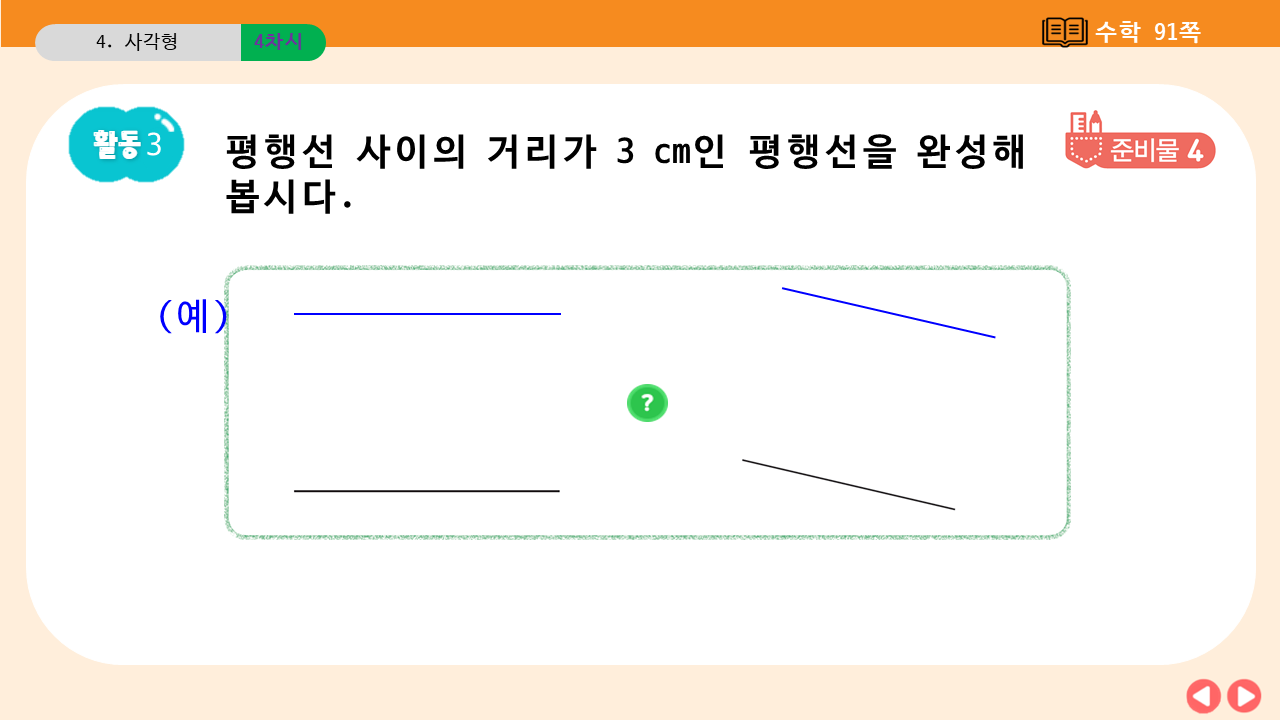 4. 사각형
4차시
수학 91쪽
활동 3
평행선 사이의 거리가 3 cm인 평행선을 완성해
봅시다.
준비물 4
(예)
?